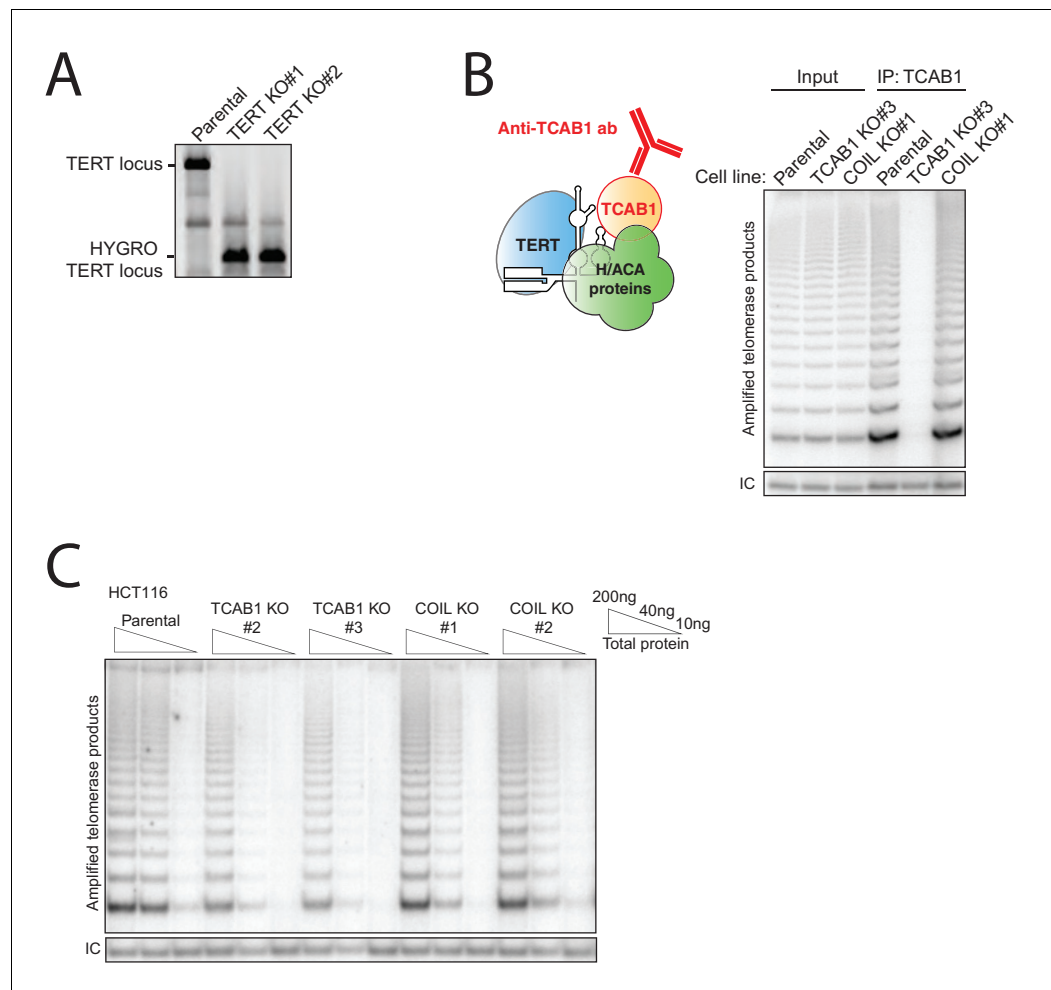 A
Parental
TERT KO#1
TERT KO#2
TERT locus
HYGRO
TERT locus
B
Anti-TCAB1 ab
TCAB1
TERT
H/ACA
proteins
Input
IP: TCAB1
Cell line:
Parental
TCAB1 KO#3
COIL KO#1
Parental
TCAB1 KO#3
COIL KO#1
Amplified telomerase products
IC
C
HCT116
Parental
TCAB1 KO
#2
TCAB1 KO
#3
COIL KO
#1
COIL KO
#2
200ng
40ng
10ng
Total protein
Amplified telomerase products
IC